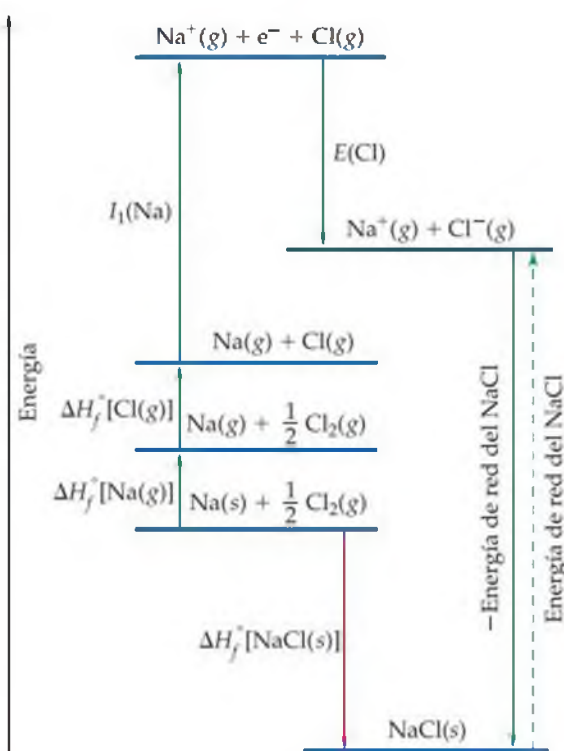 Na⁺(g) + e⁻ + Cl(g)
E(Cl)
I₁(Na)
Na⁺(g) + Cl⁻(g)
Na(g) + Cl(g)
Energía
ΔH°f[Cl(g)]
Na(g) + 1/2 Cl₂(g)
ΔH°f[Na(g)]
Na(s) + 1/2 Cl₂(g)
−Energía de red del NaCl
Energía de red del NaCl
ΔH°f[NaCl(s)]
NaCl(s)